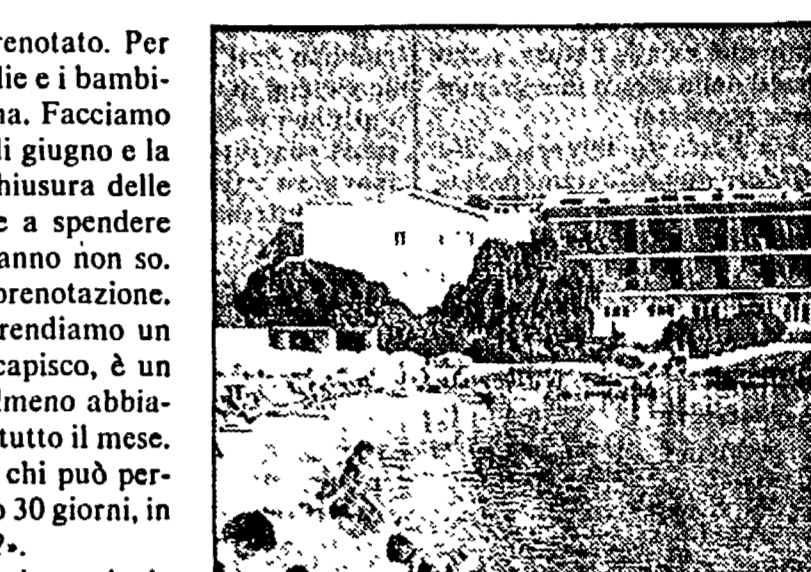 renotato. Per
lie e i bambi-
na. Facciamo
di giugno e la
hiusura delle
e a spendere
anno non so.
prenotazione.
rendiamo un
capisco, è un
lmeno abbia-
tutto il mese.
chi può per-
o 30 giorni, in
?».